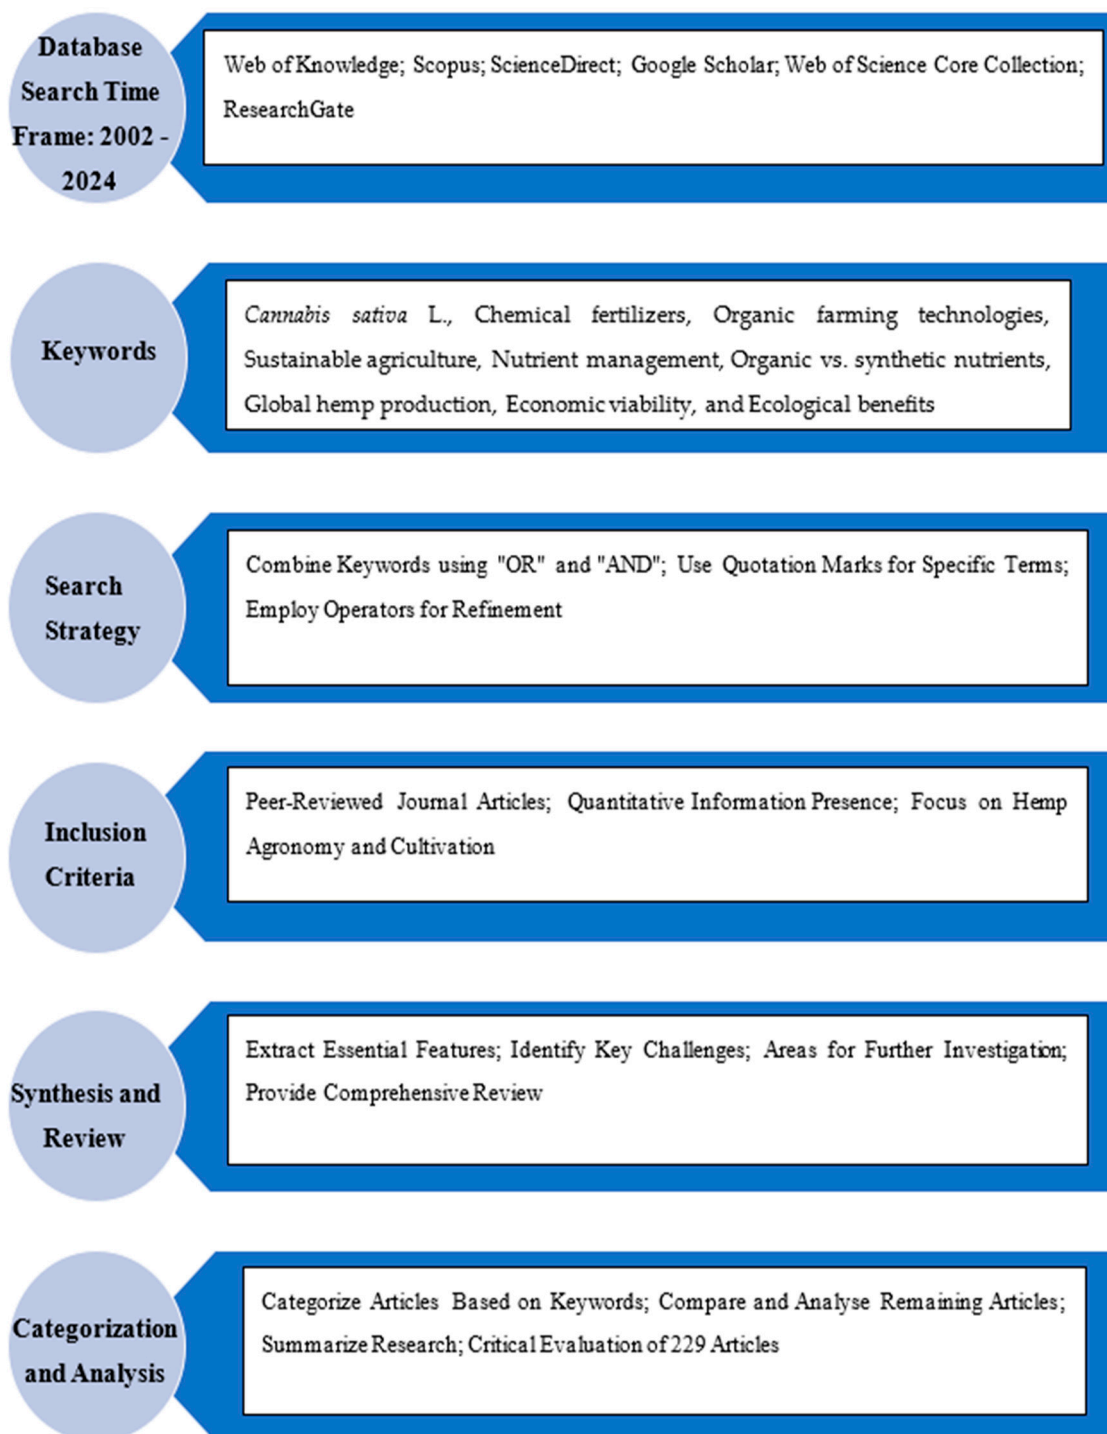 Database
Search Time
Frame: 2002 -
2024
Web of Knowledge; Scopus; ScienceDirect; Google Scholar; Web of Science Core Collection;
ResearchGate
Keywords
Cannabis sativa L., Chemical fertilizers, Organic farming technologies,
Sustainable agriculture, Nutrient management, Organic vs. synthetic nutrients,
Global hemp production, Economic viability, and Ecological benefits
Search
Strategy
Combine Keywords using "OR" and "AND"; Use Quotation Marks for Specific Terms;
Employ Operators for Refinement
Inclusion
Criteria
Peer-Reviewed Journal Articles; Quantitative Information Presence; Focus on Hemp
Agronomy and Cultivation
Synthesis and
Review
Extract Essential Features; Identify Key Challenges; Areas for Further Investigation;
Provide Comprehensive Review
Categorization
and Analysis
Categorize Articles Based on Keywords; Compare and Analyse Remaining Articles;
Summarize Research; Critical Evaluation of 229 Articles